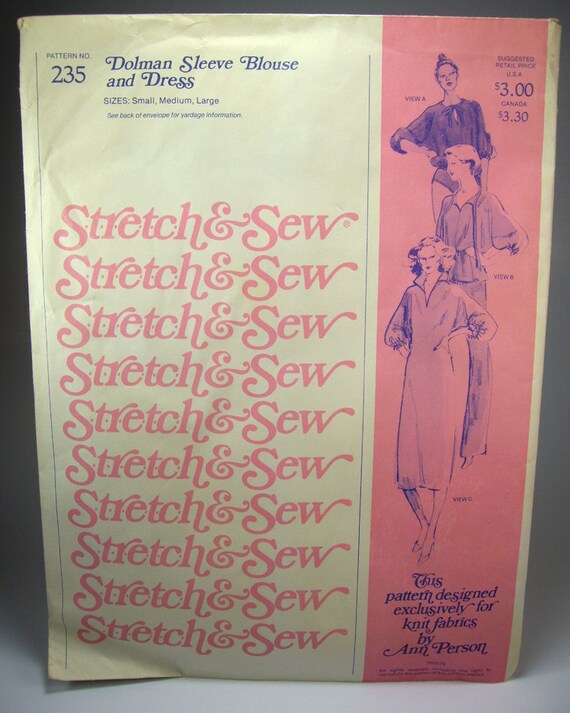 PATTERN NO.
235
Dolman Sleeve Blouse
and Dress
SIZES: Small, Medium, Large
See back of envelope for yardage information.
SUGGESTED
RETAIL PRICE
U.S.A
$3.00
CANADA
$3.30
VIEW A
VIEW B
VIEW C
Stretch & Sew®
Stretch & Sew
Stretch & Sew
Stretch & Sew
Stretch & Sew
Stretch & Sew
Stretch & Sew
Stretch & Sew
Stretch & Sew
Stretch & Sew
This
pattern designed
exclusively for
knit fabrics
by
Ann Person